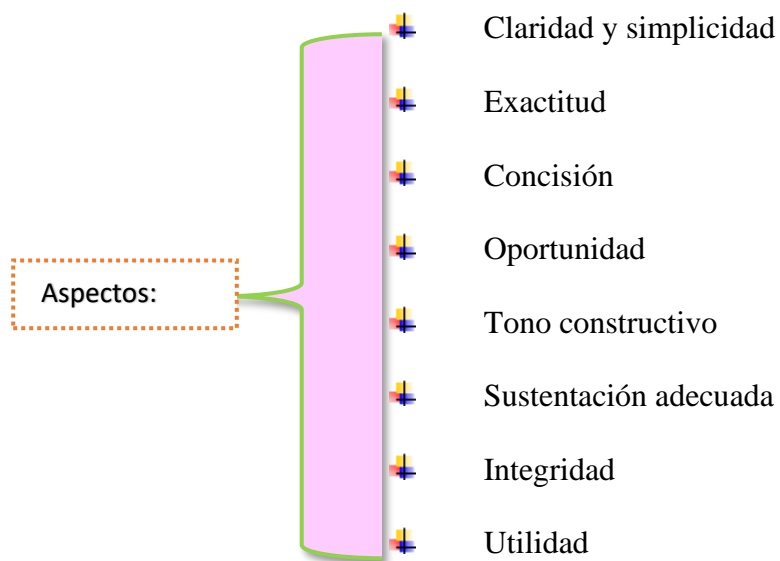 Aspectos:
Claridad y simplicidad
Exactitud
Concisión
Oportunidad
Tono constructivo
Sustentación adecuada
Integridad
Utilidad